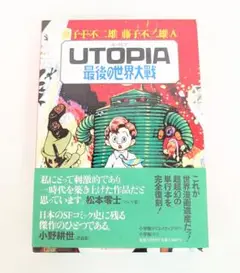 藤子・F・不二雄 藤子不二雄Ⓐ
UTOPIA
最後の世界大戦
これが
世界漫画遺産だ!
超超幻の
単行本を
完全復刻!
私にとって刺激的であり
一時代を築き上げた作品だと
思っています。松本零士
日本のSFコミック史に残る
傑作のひとつである。
小野耕世